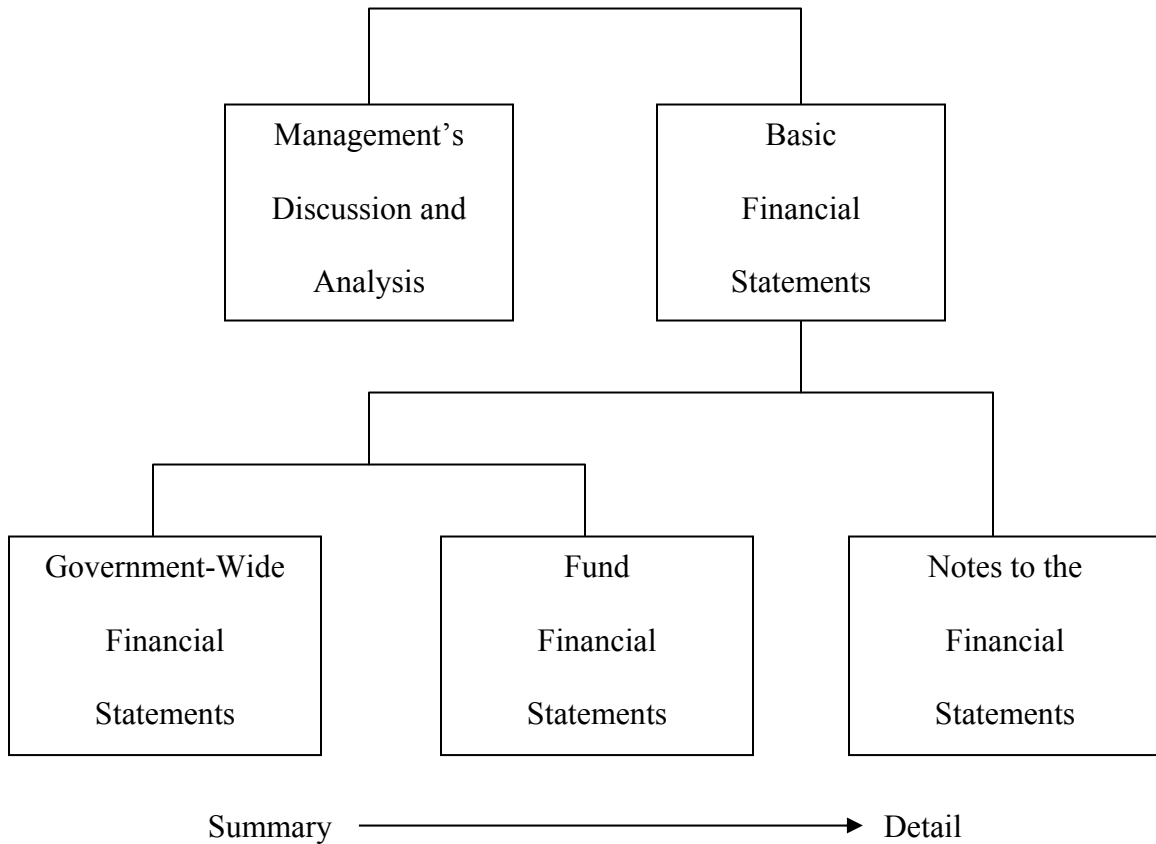 Management’s
Discussion and
Analysis
Basic
Financial
Statements
Government-Wide
Financial
Statements
Fund
Financial
Statements
Notes to the
Financial
Statements
Summary
Detail